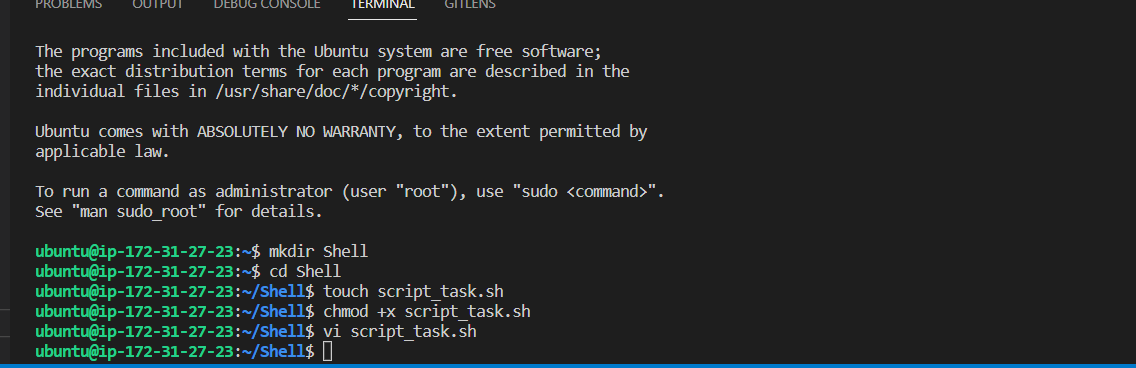 PROBLEMS OUTPUT DEBUG CONSOLE TERMINAL GITLENS
The programs included with the Ubuntu system are free software;
the exact distribution terms for each program are described in the
individual files in /usr/share/doc/*/copyright.
Ubuntu comes with ABSOLUTELY NO WARRANTY, to the extent permitted by
applicable law.
To run a command as administrator (user "root"), use "sudo <command>".
See "man sudo_root" for details.
ubuntu@ip-172-31-27-23:~$ mkdir Shell
ubuntu@ip-172-31-27-23:~$ cd Shell
ubuntu@ip-172-31-27-23:~/Shell$ touch script_task.sh
ubuntu@ip-172-31-27-23:~/Shell$ chmod +x script_task.sh
ubuntu@ip-172-31-27-23:~/Shell$ vi script_task.sh
ubuntu@ip-172-31-27-23:~/Shell$